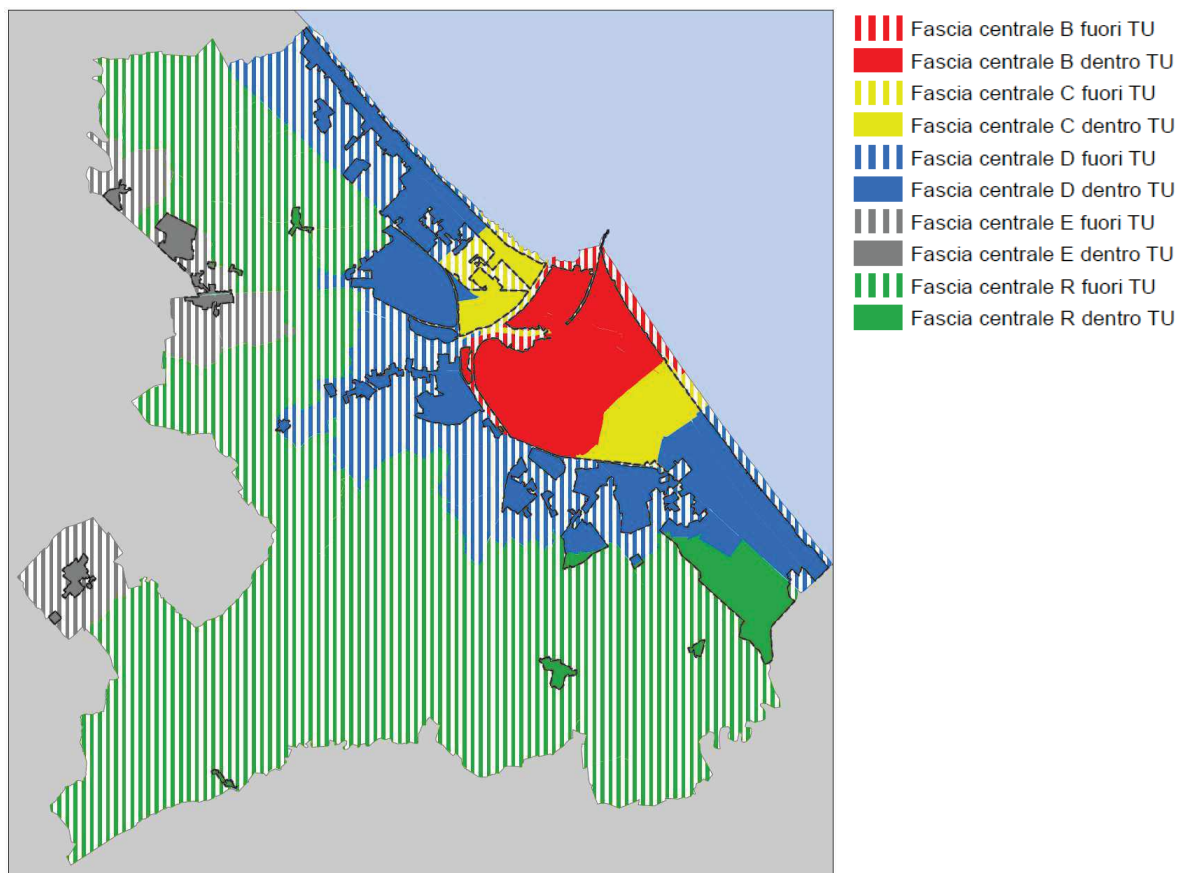 Fascia centrale B fuori TU
Fascia centrale B dentro TU
Fascia centrale C fuori TU
Fascia centrale C dentro TU
Fascia centrale D fuori TU
Fascia centrale D dentro TU
Fascia centrale E fuori TU
Fascia centrale E dentro TU
Fascia centrale R fuori TU
Fascia centrale R dentro TU